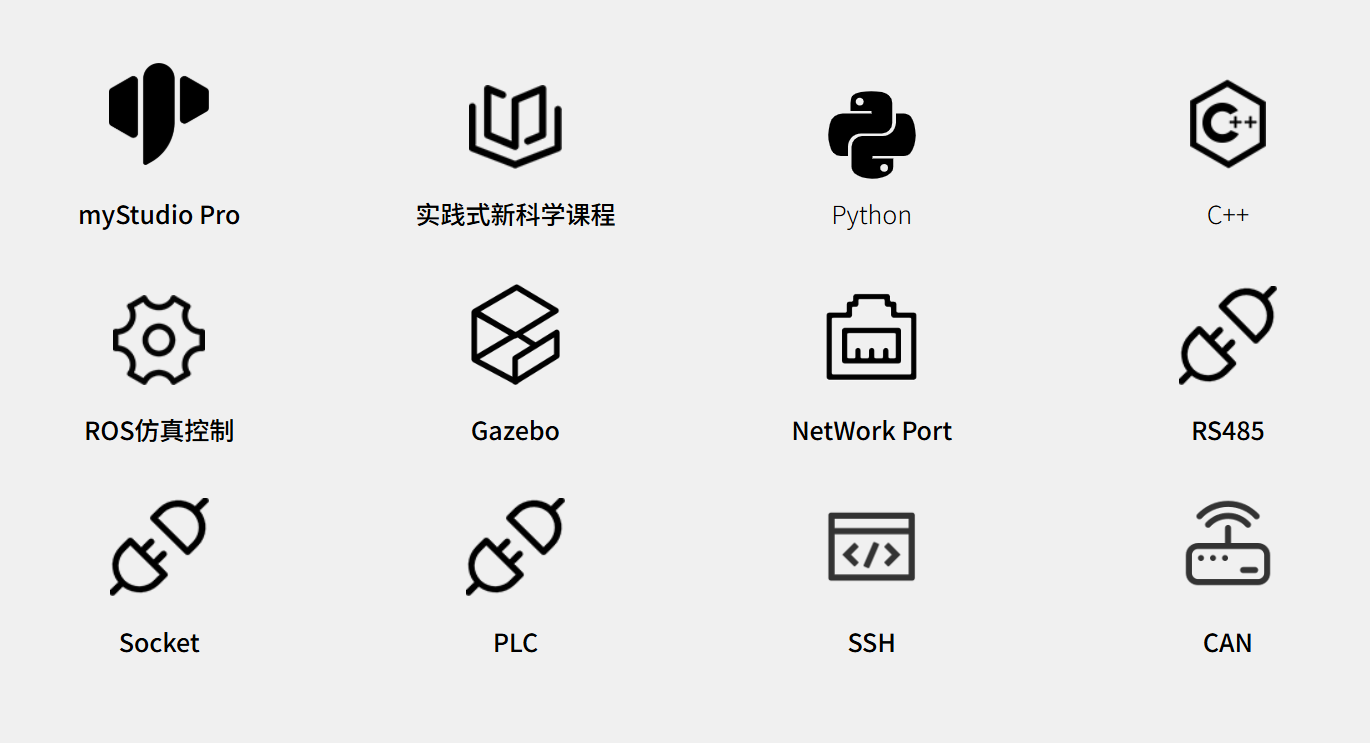 myStudio Pro
实践式新科学课程
C++
Python
C++
ROS仿真控制
Gazebo
NetWork Port
RS485
</>
Socket
PLC
SSH
CAN